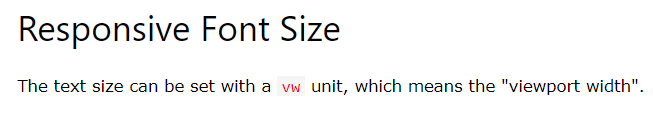 Responsive Font Size
The text size can be set with a vw unit, which means the "viewport width".